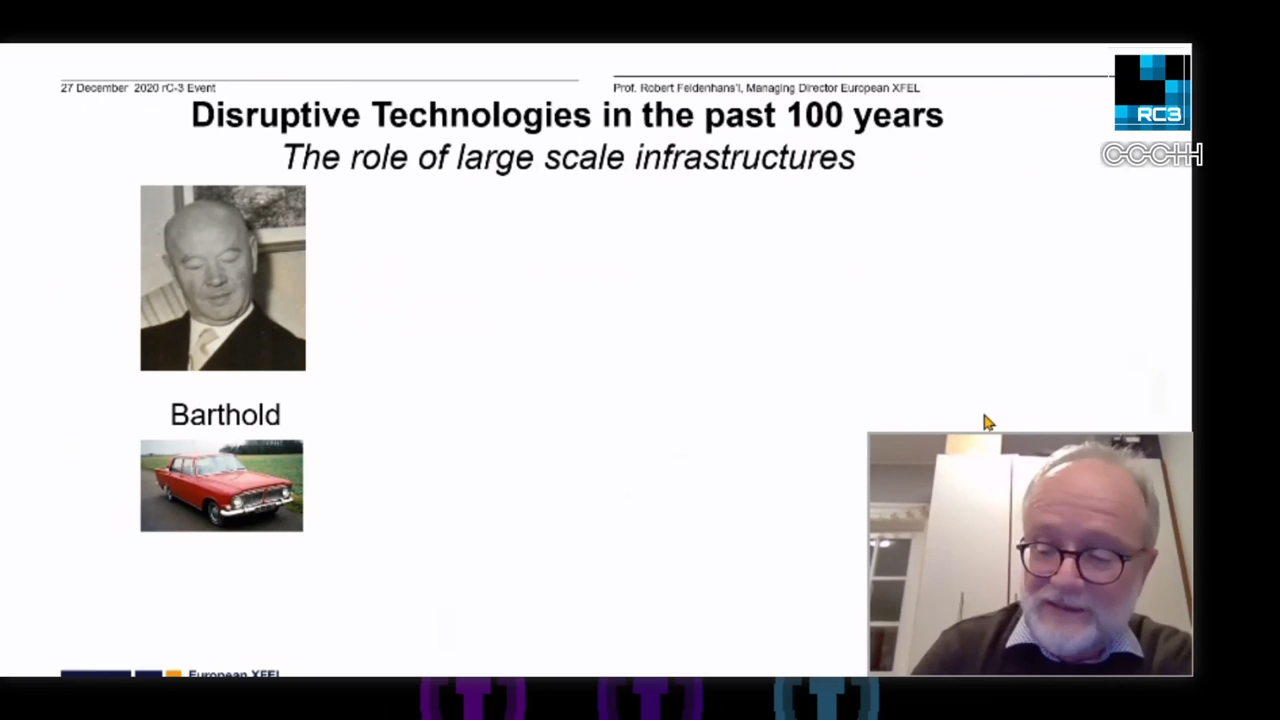 27 December 2020 rC-3 Event
Prof. Robert Feidenhans'l, Managing Director European XFEL
Disruptive Technologies in the past 100 years
The role of large scale infrastructures
RC3
CCCHH
Barthold
European XFEL